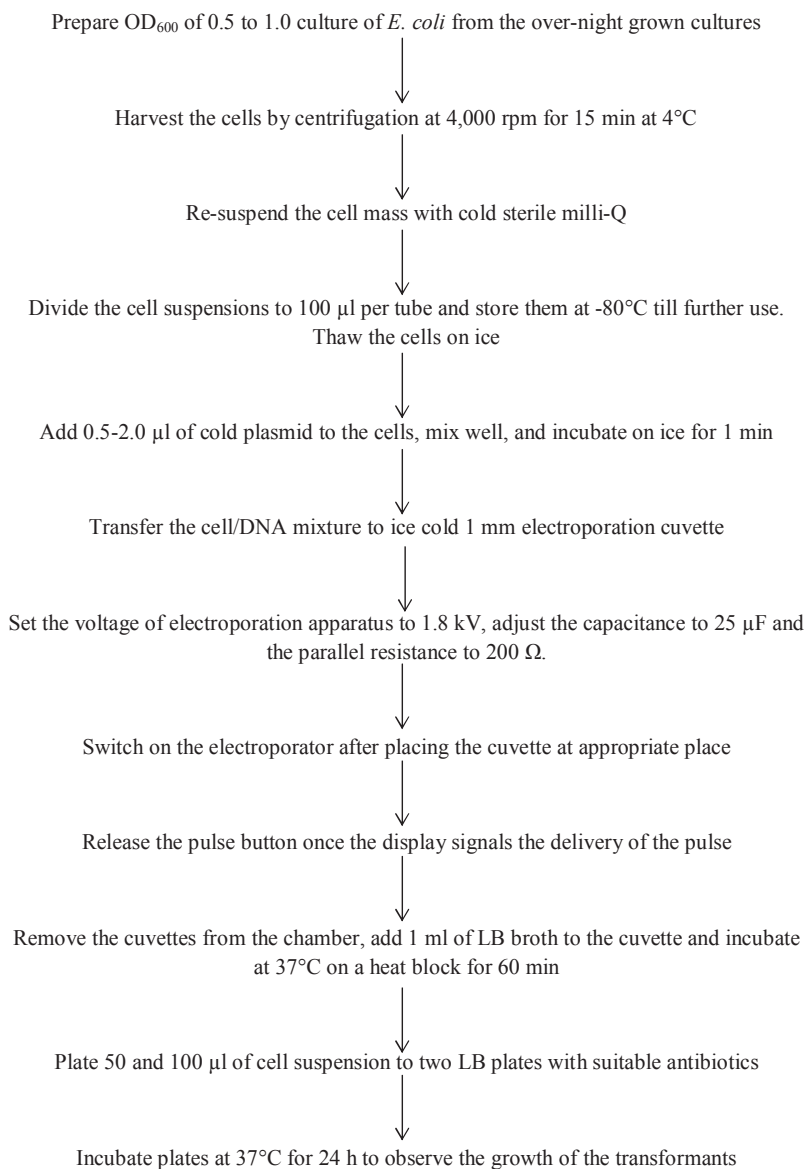 Prepare OD600 of 0.5 to 1.0 culture of E. coli from the over-night grown cultures
Harvest the cells by centrifugation at 4,000 rpm for 15 min at 4°C
Re-suspend the cell mass with cold sterile milli-Q
Divide the cell suspensions to 100 µl per tube and store them at -80°C till further use.
Thaw the cells on ice
Add 0.5-2.0 µl of cold plasmid to the cells, mix well, and incubate on ice for 1 min
Transfer the cell/DNA mixture to ice cold 1 mm electroporation cuvette
Set the voltage of electroporation apparatus to 1.8 kV, adjust the capacitance to 25 µF and
the parallel resistance to 200 Ω.
Switch on the electroporator after placing the cuvette at appropriate place
Release the pulse button once the display signals the delivery of the pulse
Remove the cuvettes from the chamber, add 1 ml of LB broth to the cuvette and incubate
at 37°C on a heat block for 60 min
Plate 50 and 100 µl of cell suspension to two LB plates with suitable antibiotics
Incubate plates at 37°C for 24 h to observe the growth of the transformants